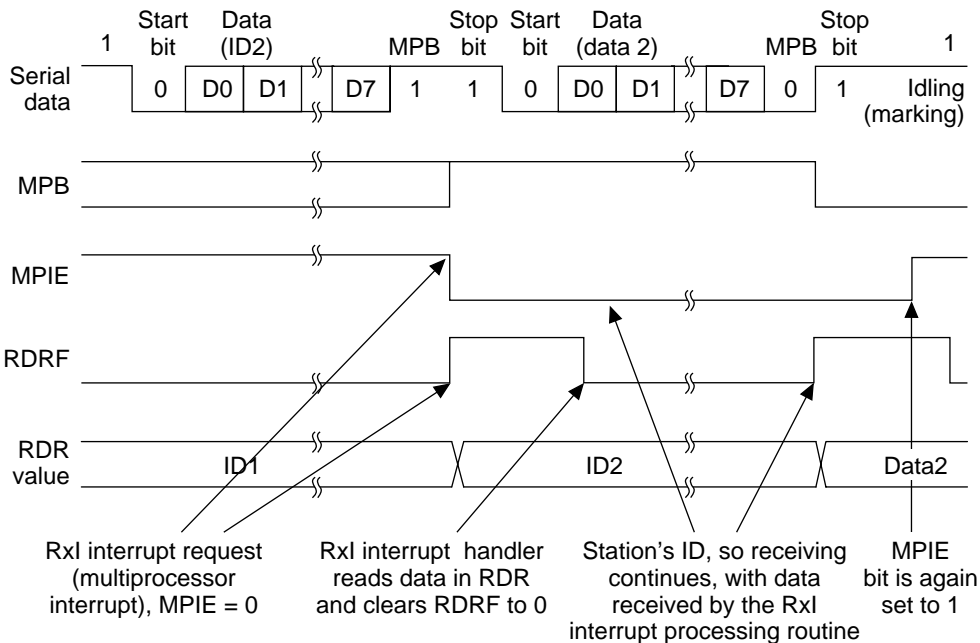 1
Start bit
Data (ID2)
MPB
Stop bit
Start bit
Data (data 2)
MPB
Stop bit
1
Serial data
0 D0 D1 D7 1 1 0 D0 D1 D7 0 1
Idling (marking)
MPB
MPIE
RDRF
RDR value
ID1
ID2
Data2
RxI interrupt request
(multiprocessor
interrupt), MPIE = 0
RxI interrupt handler
reads data in RDR
and clears RDRF to 0
Station's ID, so receiving
continues, with data
received by the RxI
interrupt processing routine
MPIE
bit is again
set to 1